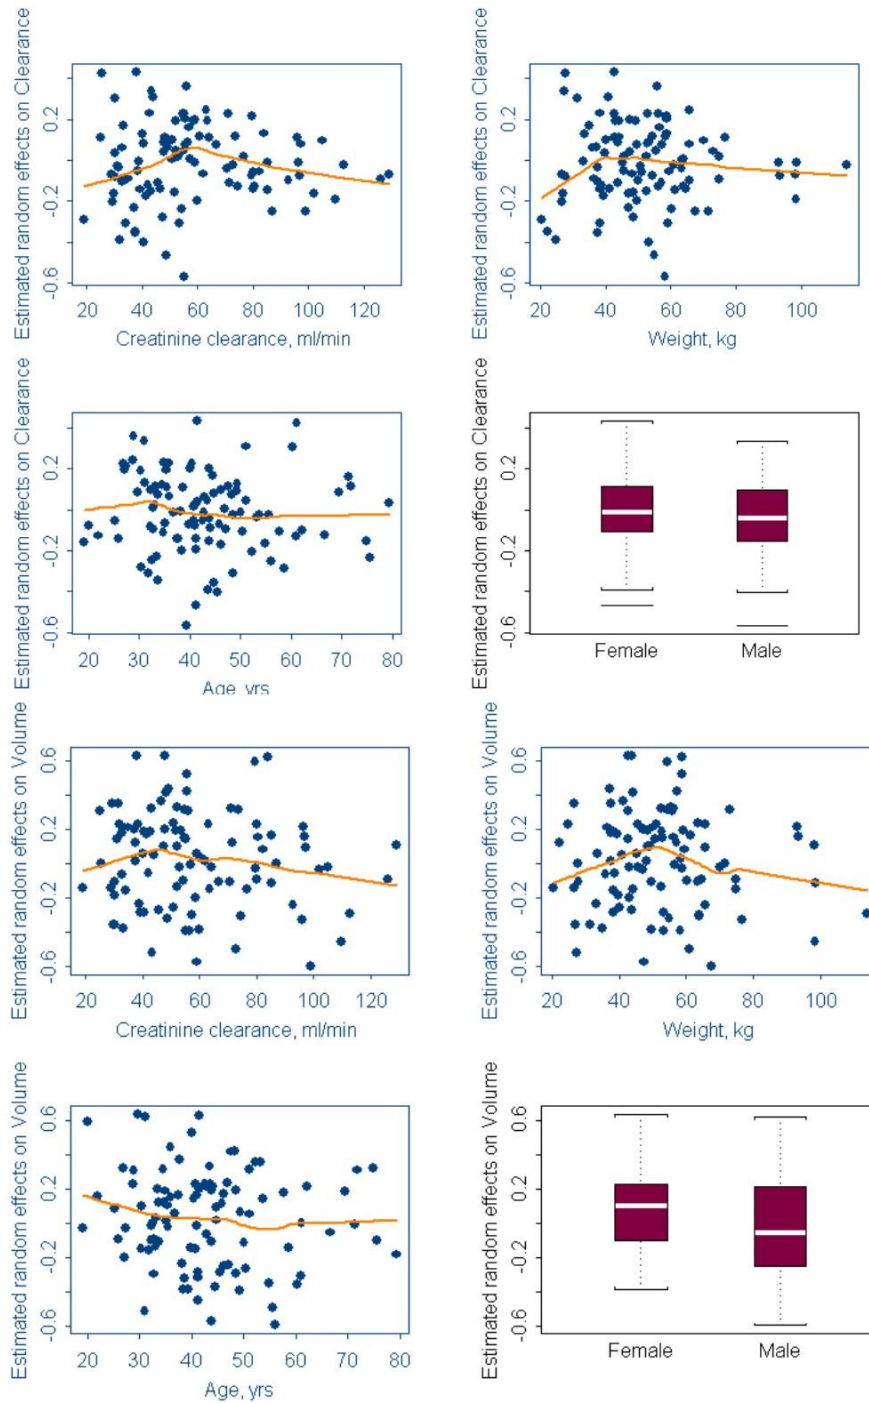 Estimated random effects on Clearance
0.2
-0.2
-0.6
20 40 60 80 100 120
Creatinine clearance, ml/min
Estimated random effects on Clearance
0.2
-0.2
-0.6
20 40 60 80 100
Weight, kg
Estimated random effects on Clearance
0.2
-0.2
-0.6
20 30 40 50 60 70 80
Age, yrs
Estimated random effects on Clearance
0.2
-0.2
-0.6
Female Male
Estimated random effects on Volume
0.6
0.2
-0.2
-0.6
20 40 60 80 100 120
Creatinine clearance, ml/min
Estimated random effects on Volume
0.6
0.2
-0.2
-0.6
20 40 60 80 100
Weight, kg
Estimated random effects on Volume
0.6
0.2
-0.2
-0.6
20 30 40 50 60 70 80
Age, yrs
Estimated random effects on Volume
0.6
0.2
-0.2
-0.6
Female Male